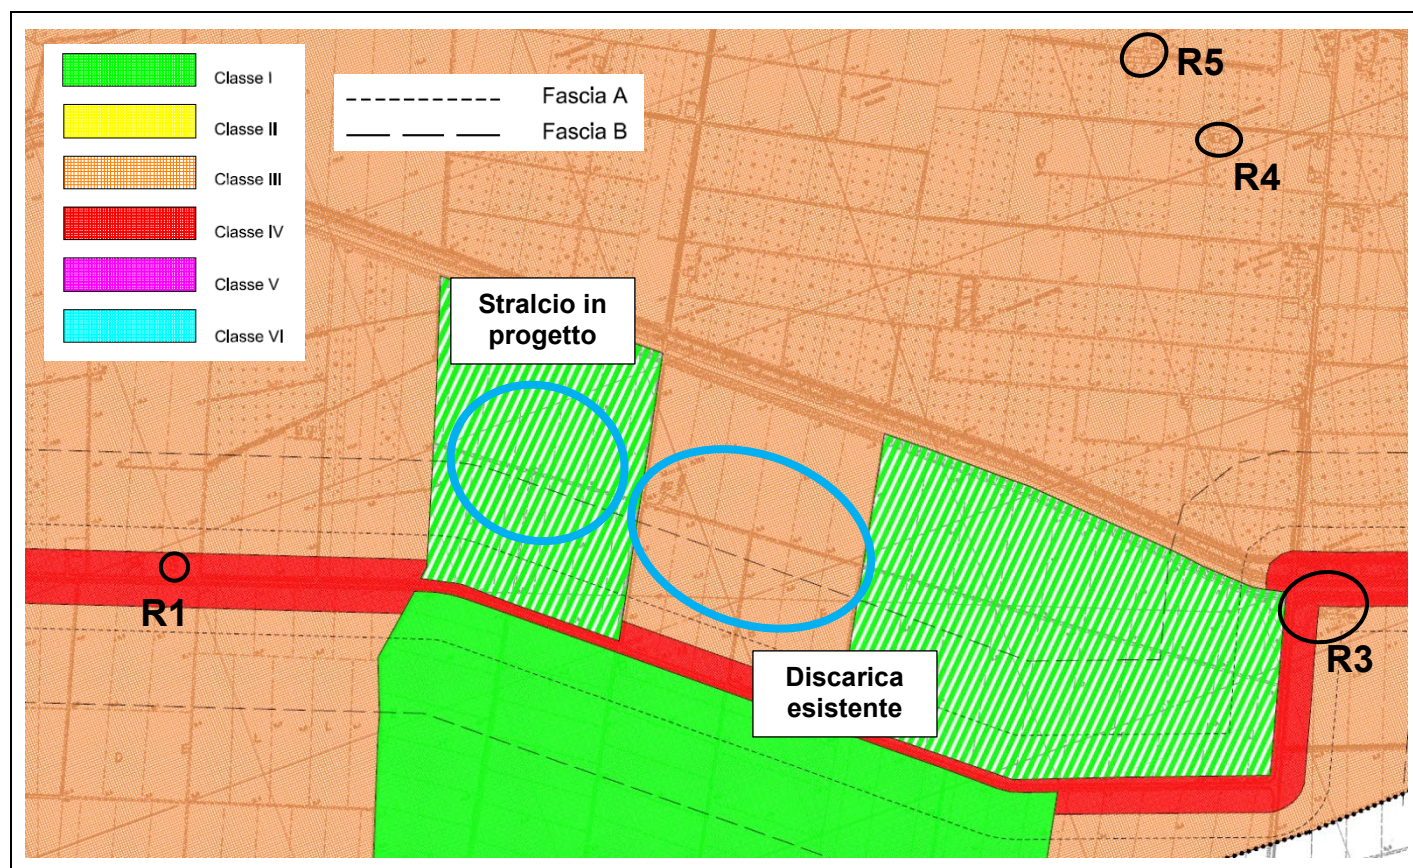 Classe I
Classe II
Classe III
Classe IV
Classe V
Classe VI
Fascia A
Fascia B
R5
R4
Stralcio in
progetto
R1
R3
Discarica
esistente
D E L L
D